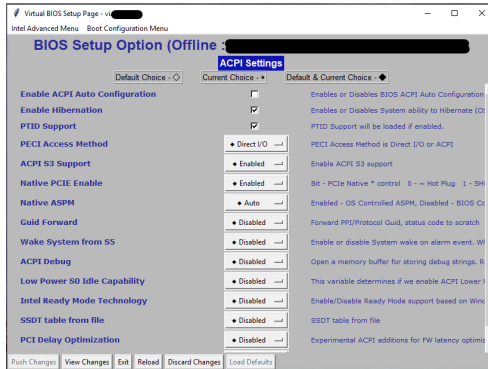 Virtual BIOS Setup Page - vi
Intel Advanced Menu Boot Configuration Menu
BIOS Setup Option (Offline :
ACPI Settings
Default Choice - ◇ Current Choice - • Default & Current Choice - ◆
Enable ACPI Auto Configuration Enables or Disables BIOS ACPI Auto Configuration
Enable Hibernation Enables or Disables System ability to Hibernate (OS
PTID Support PTID Support will be loaded if enabled.
PECI Access Method ◆ Direct I/O PECI Access Method is Direct I/O or ACPI
ACPI S3 Support ◆ Enabled Enable ACPI S3 support
Native PCIE Enable ◆ Enabled Bit - PCIe Native * control 0 - ~ Hot Plug 1 - SH
Native ASPM ◆ Auto Enabled - OS Controlled ASPM, Disabled - BIOS Co
Guid Forward ◆ Disabled Forward PPI/Protocol Guid, status code to scratch
Wake System from S5 ◆ Disabled Enable or disable System wake on alarm event. Wh
ACPI Debug ◆ Disabled Open a memory buffer for storing debug strings. R
Low Power S0 Idle Capability ◆ Disabled This variable determines if we enable ACPI Lower
Intel Ready Mode Technology ◆ Disabled Enable/Disable Ready Mode support based on Wind
SSDT table from file ◆ Disabled SSDT table from file
PCI Delay Optimization ◆ Disabled Experimental ACPI additions for FW latency optimiz
Push Changes View Changes Exit Reload Discard Changes Load Defaults